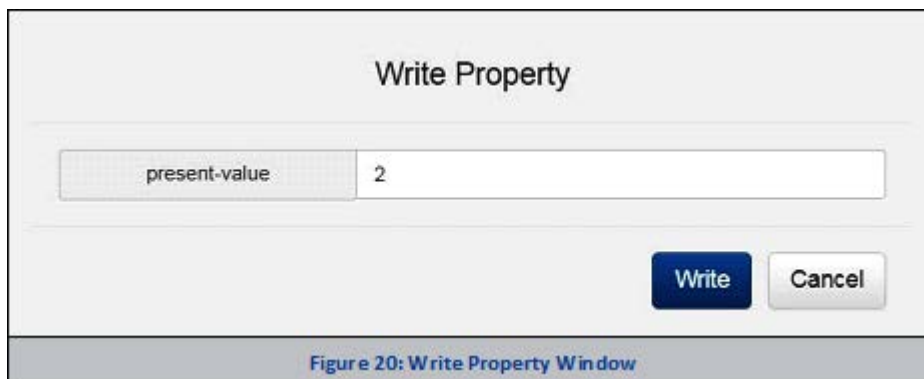 Write Property
present-value 2
Write Cancel
Figure 20: Write Property Window